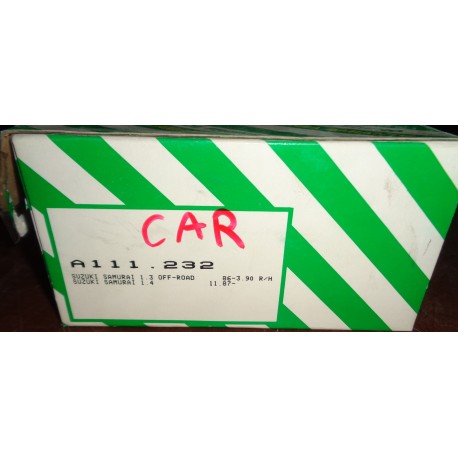 CAR
A111.232
SUZUKI SAMURAI 1.3 OFF-ROAD 86-3.90 R/H
SUZUKI SAMURAI 1.4 11.87-